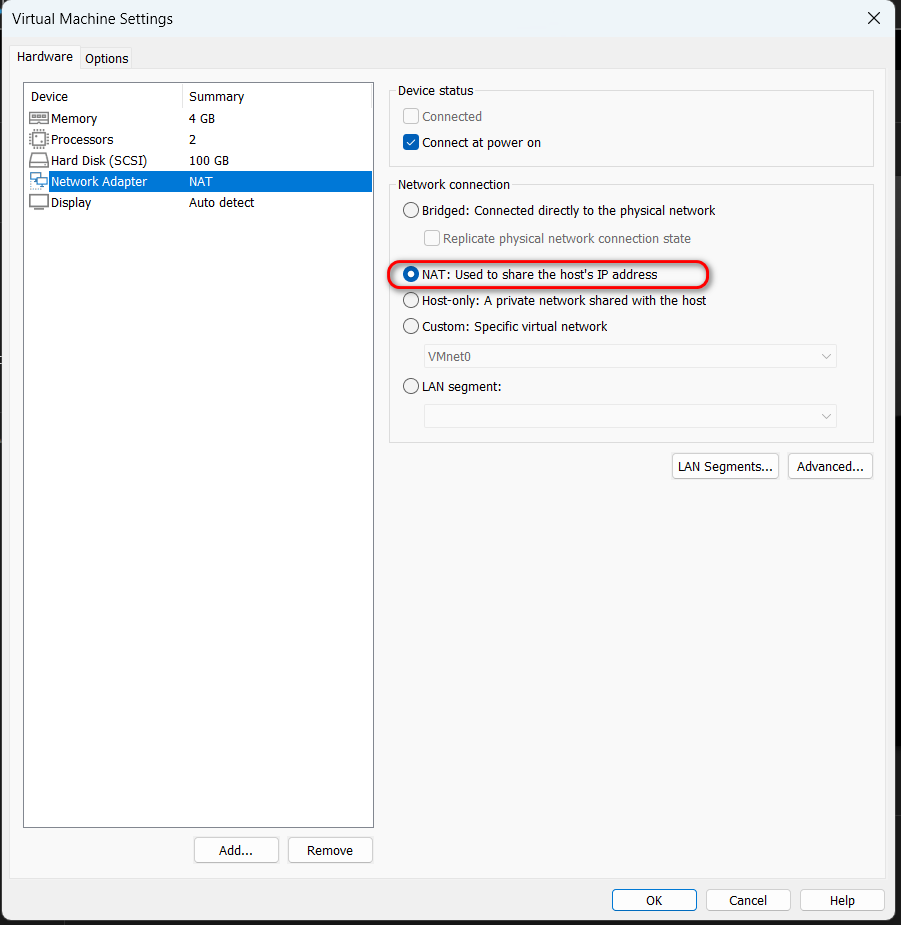 Virtual Machine Settings
Hardware
Options
Device Summary
Memory 4 GB
Processors 2
Hard Disk (SCSI) 100 GB
Network Adapter NAT
Display Auto detect
Add...
Remove
Device status
Connected
Connect at power on
Network connection
Bridged: Connected directly to the physical network
Replicate physical network connection state
NAT: Used to share the host's IP address
Host-only: A private network shared with the host
Custom: Specific virtual network
VMnet0
LAN segment:
LAN Segments...
Advanced...
OK
Cancel
Help